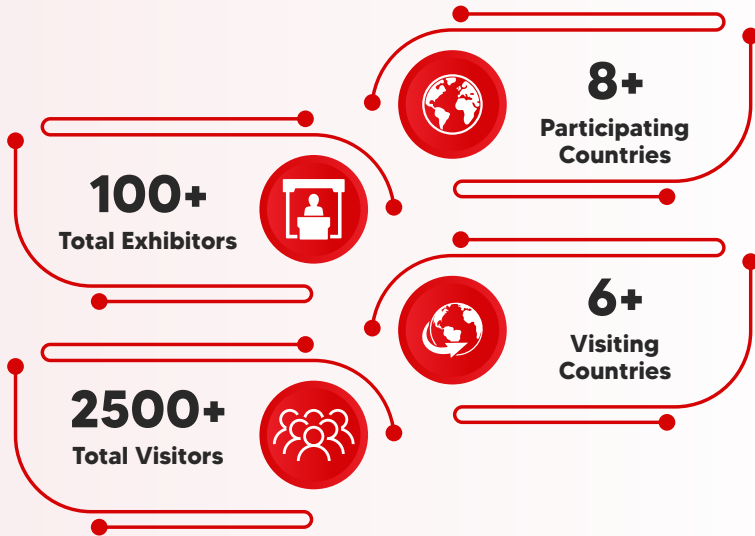 8+
Participating
Countries
100+
Total Exhibitors
6+
Visiting
Countries
2500+
Total Visitors